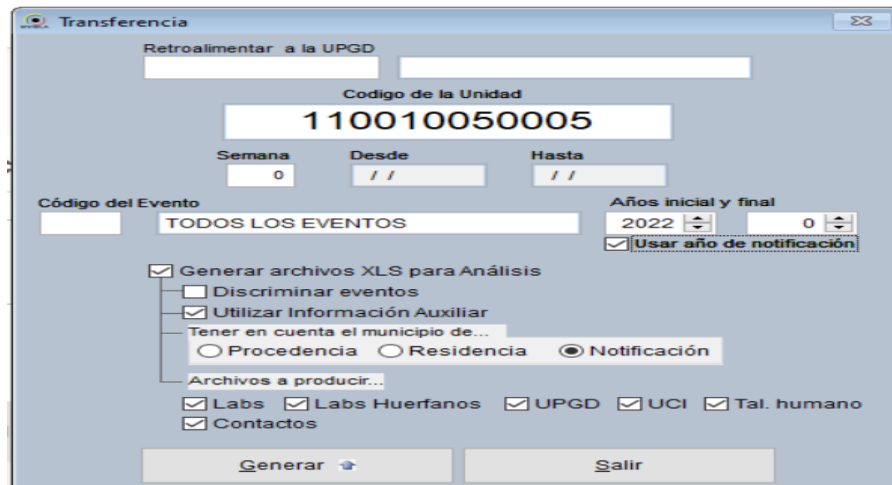 Transferencia
Retroalimentar a la UPGD
Codigo de la Unidad
110010050005
Semana Desde Hasta
0 / / / /
Código del Evento Años inicial y final
TODOS LOS EVENTOS 2022 0
Usar año de notificación
Generar archivos XLS para Análisis
Discriminar eventos
Utilizar Información Auxiliar
Tener en cuenta el municipio de...
Procedencia Residencia Notificación
Archivos a producir...
Labs Labs Huerfanos UPGD UCI Tal. humano
Contactos
Generar Salir